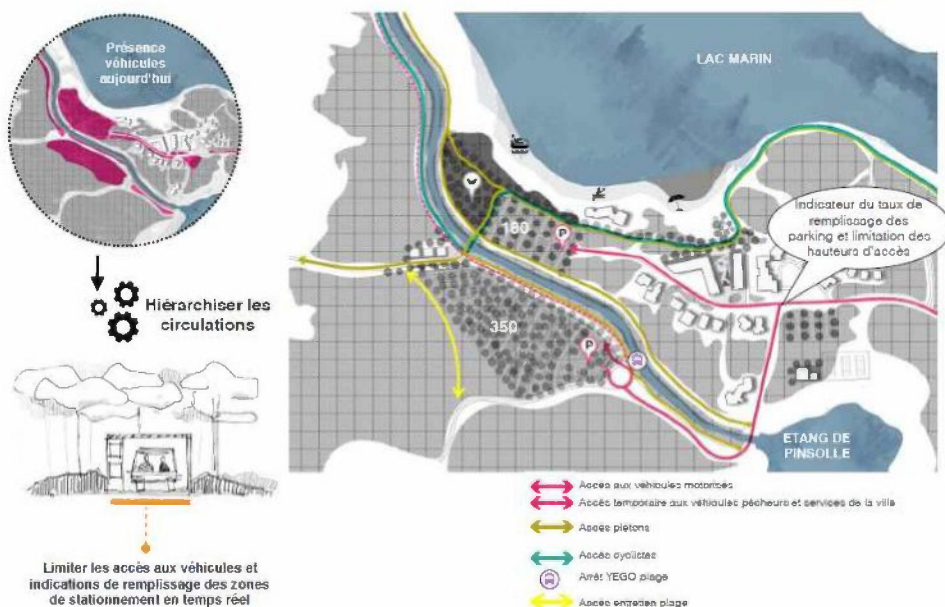 Présence
véhicules
aujourd'hui
Hiérarchiser les
circulations
Limiter les accès aux véhicules et
indications de remplissage des zones
de stationnement en temps réel
LAC MARIN
Indicateur du taux de
remplissage des
parking et limitation des
hauteurs d'accès
180
P
350
P
ETANG DE
PINSOLLE
Accès aux véhicules motorisés
Accès temporaire aux véhicules pêcheurs et services de la ville
Accès piétons
Accès cyclistes
Arrêt YEGO plage
Accès entretien plage